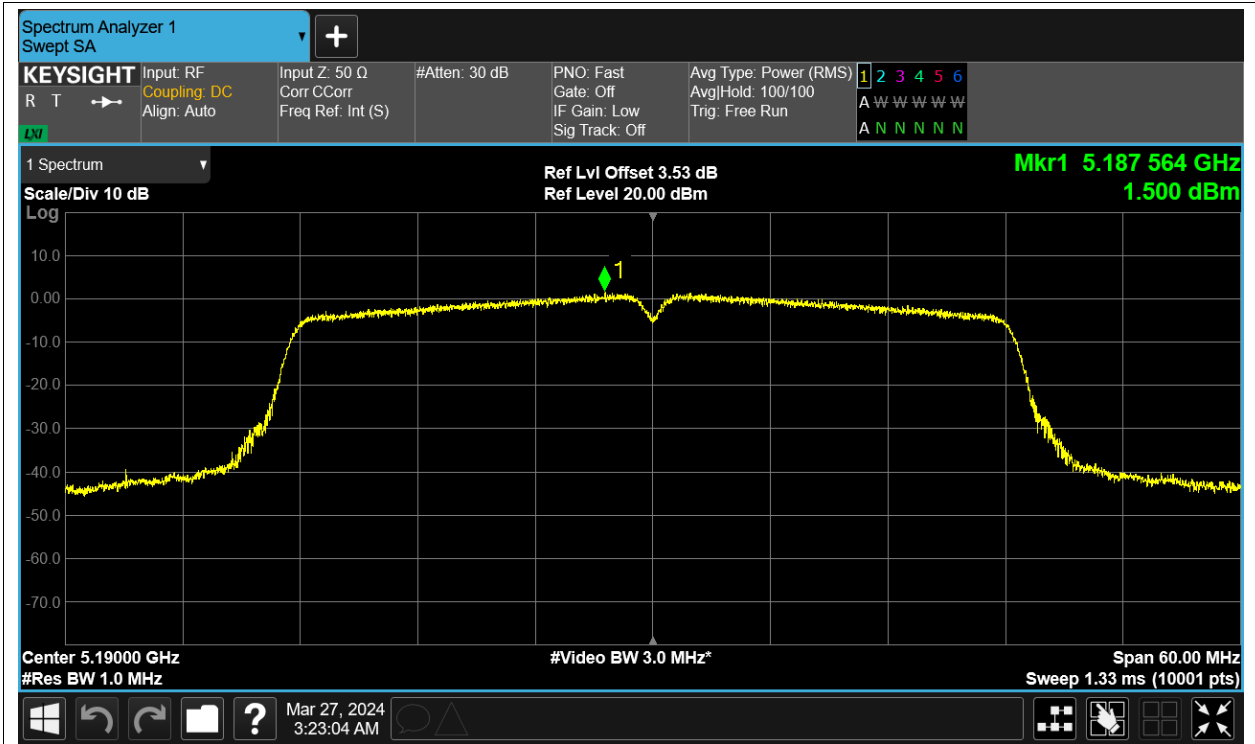 Spectrum Analyzer 1
Swept SA
KEYSIGHT
R T
LXI
Input: RF
Coupling: DC
Align: Auto
Input Z: 50 Ω
Corr CCorr
Freq Ref: Int (S)
#Atten: 30 dB
PNO: Fast
Gate: Off
IF Gain: Low
Sig Track: Off
Avg Type: Power (RMS)
Avg|Hold: 100/100
Trig: Free Run
1 2 3 4 5 6
A W W W W W
A N N N N N
1 Spectrum
Scale/Div 10 dB
Log
Ref Lvl Offset 3.53 dB
Ref Level 20.00 dBm
Mkr1 5.187 564 GHz
1.500 dBm
10.0
0.00
-10.0
-20.0
-30.0
-40.0
-50.0
-60.0
-70.0
1
Center 5.19000 GHz
#Res BW 1.0 MHz
#Video BW 3.0 MHz*
Span 60.00 MHz
Sweep 1.33 ms (10001 pts)
?
Mar 27, 2024
3:23:04 AM